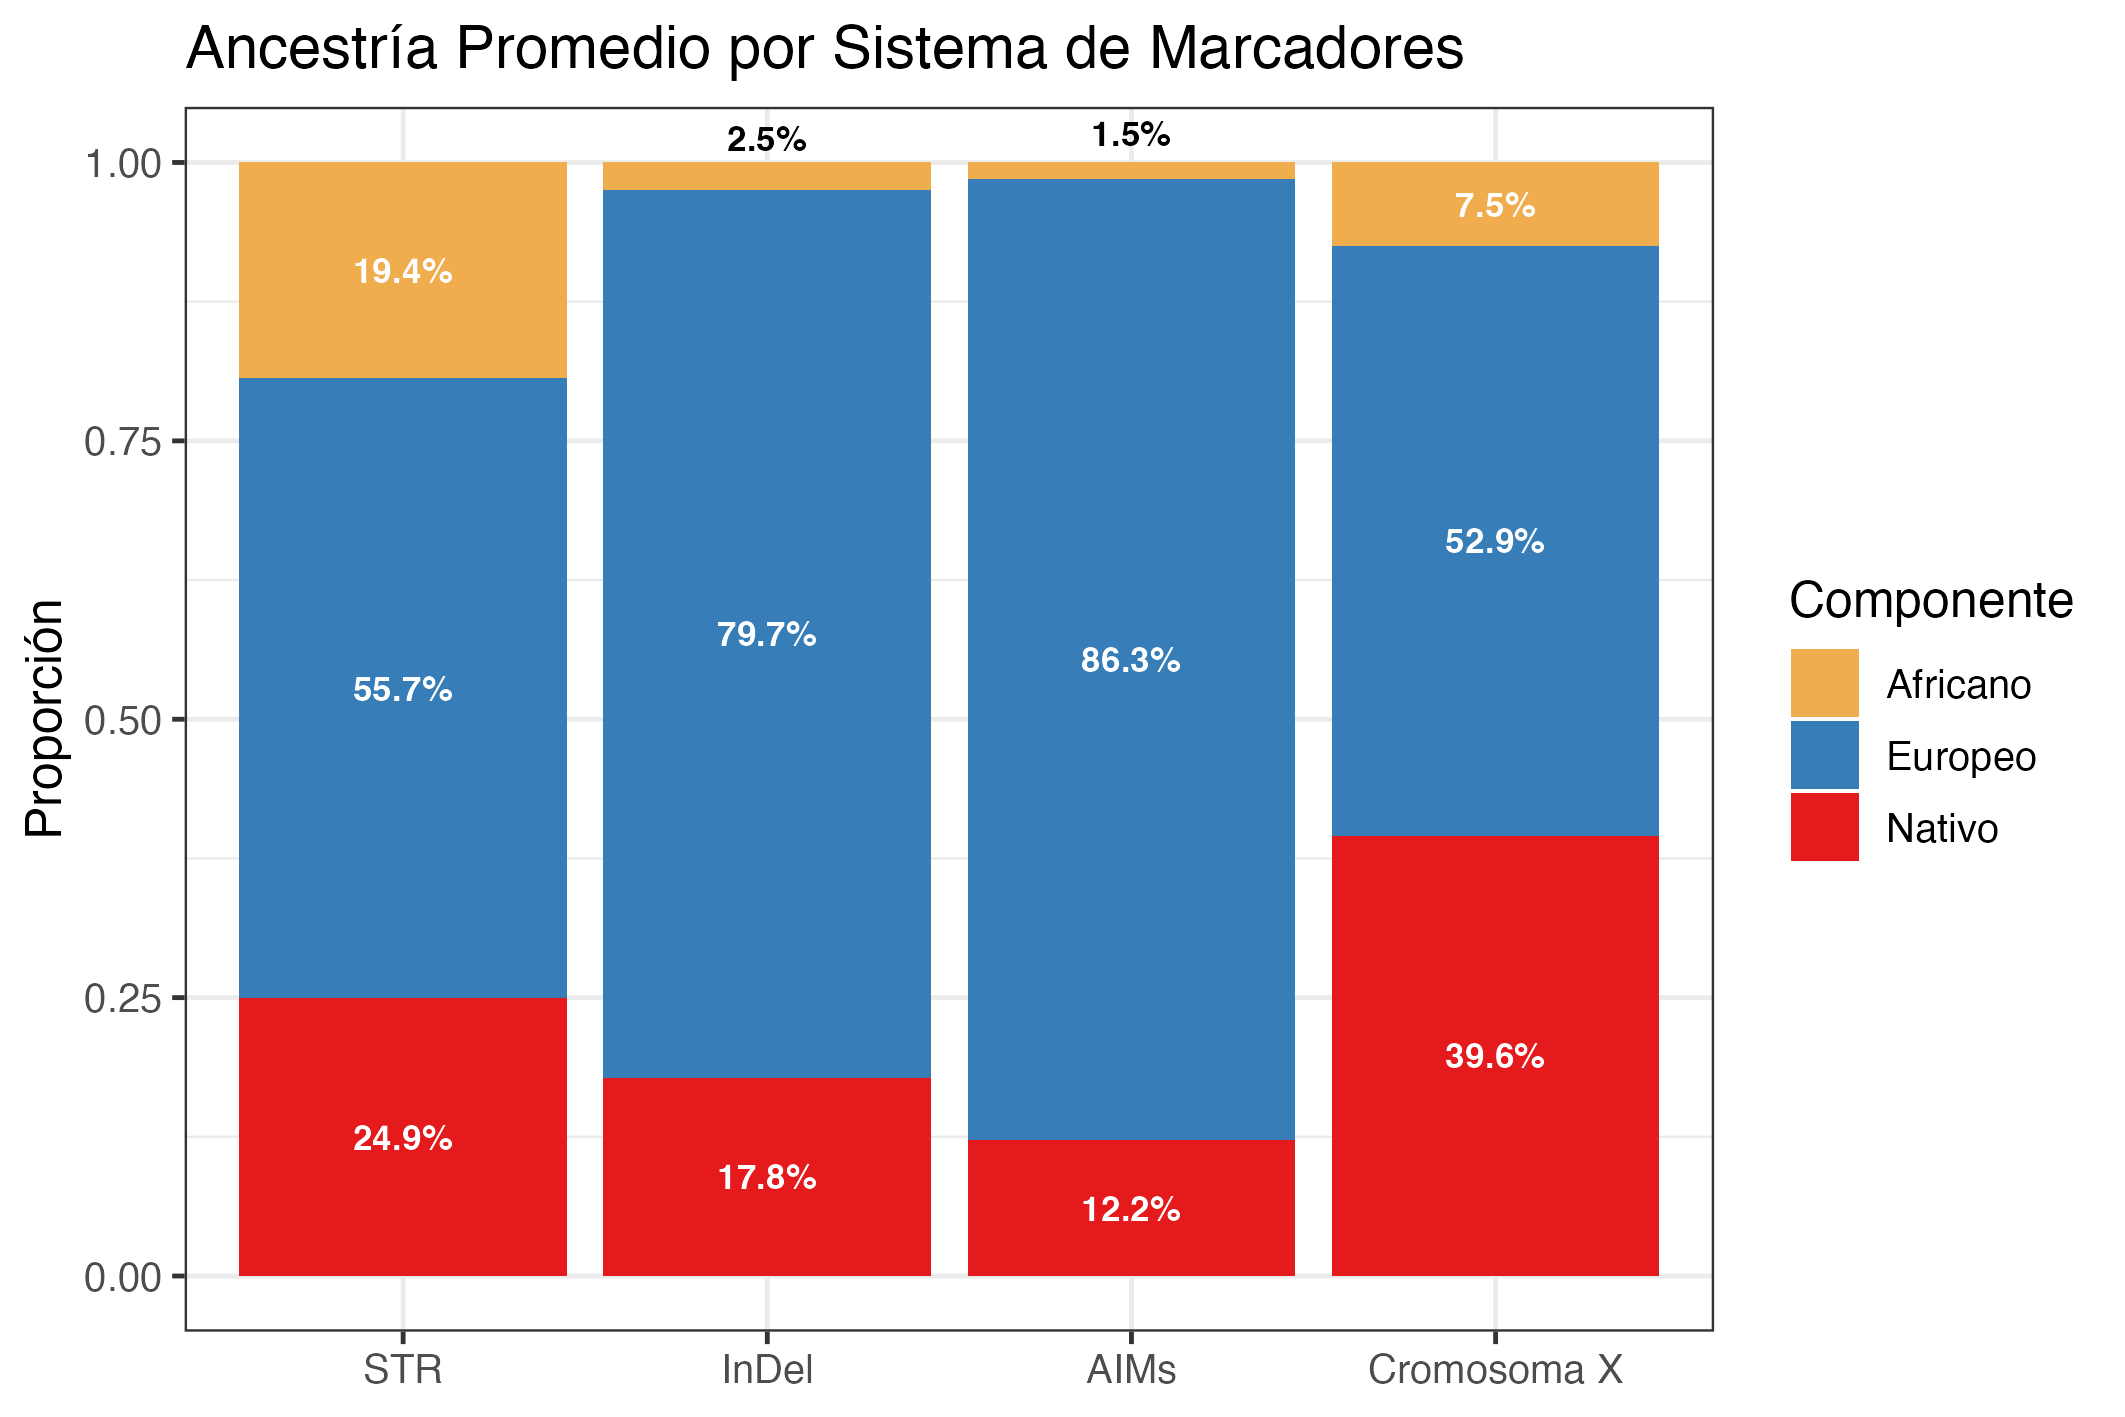 Ancestría Promedio por Sistema de Marcadores
Proporción
1.00
0.75
0.50
0.25
0.00
19.4%
55.7%
24.9%
2.5%
79.7%
17.8%
1.5%
86.3%
12.2%
7.5%
52.9%
39.6%
STR
InDel
AIMs
Cromosoma X
Componente
Africano
Europeo
Nativo